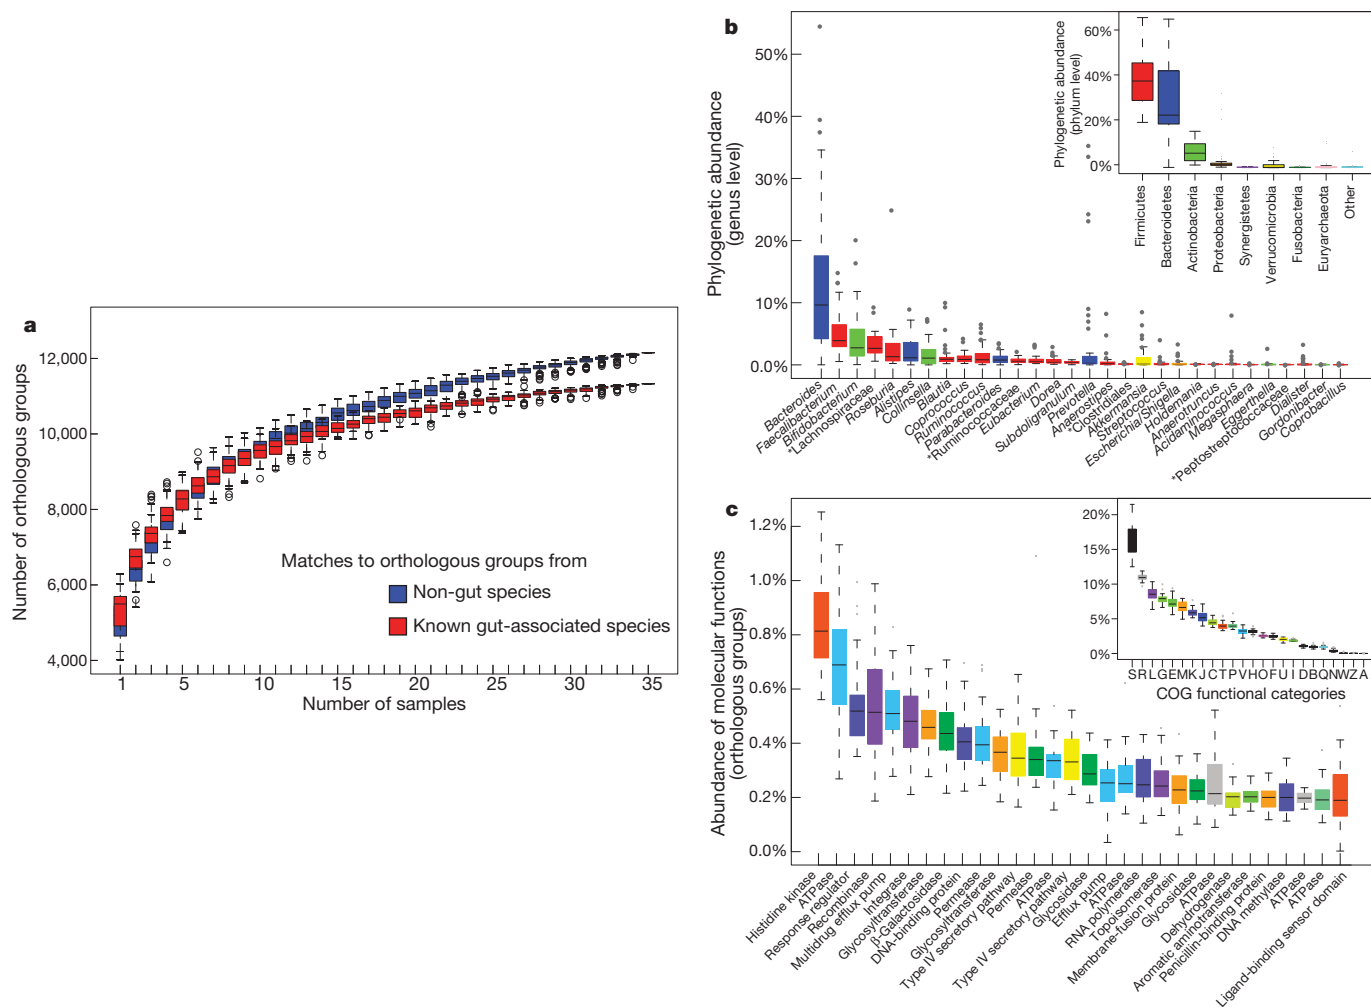 a
Number of orthologous groups
12,000
10,000
8,000
6,000
4,000
Matches to orthologous groups from
Non-gut species
Known gut-associated species
1 5 10 15 20 25 30 35
Number of samples
b
Phylogenetic abundance
(genus level)
50%
40%
30%
20%
10%
0.0%
Bacteroides
Faecalibacterium
Bifidobacterium
*Lachnospiraceae
Roseburia
Alistipes
Collinsella
Blautia
Coprococcus
Ruminococcus
Parabacteroides
*Ruminococcaceae
Eubacterium
Dorea
Subdoligranulum
Prevotella
Anaerostipes
*Clostridiales
Akkermansia
Streptococcus
Escherichia/Shigella
Holdemania
Anaerotruncus
Acidaminococcus
Megasphaera
Eggerthella
*Peptostreptococcaceae
Dialister
Gordonibacter
Coprobacillus
Phylogenetic abundance
(phylum level)
60%
40%
20%
0%
Firmicutes
Bacteroidetes
Actinobacteria
Proteobacteria
Synergistetes
Verrucomicrobia
Fusobacteria
Euryarchaeota
Other
c
Abundance of molecular functions
(orthologous groups)
1.2%
1.0%
0.8%
0.6%
0.4%
0.2%
0.0%
Histidine kinase
ATPase
Response regulator
Recombinase
Multidrug efflux pump
Integrase
Glycosyltransferase
β-Galactosidase
DNA-binding protein
Permease
Glycosyltransferase
Type IV secretory pathway
Permease
ATPase
Type IV secretory pathway
Glycosidase
Efflux pump
ATPase
RNA polymerase
Topoisomerase
Membrane-fusion protein
Glycosidase
ATPase
Dehydrogenase
Aromatic aminotransferase
Penicillin-binding protein
DNA methylase
ATPase
ATPase
Ligand-binding sensor domain
20%
15%
10%
5%
0%
S R L G E M K J C T P V H O F U I D B Q N W Z A
COG functional categories